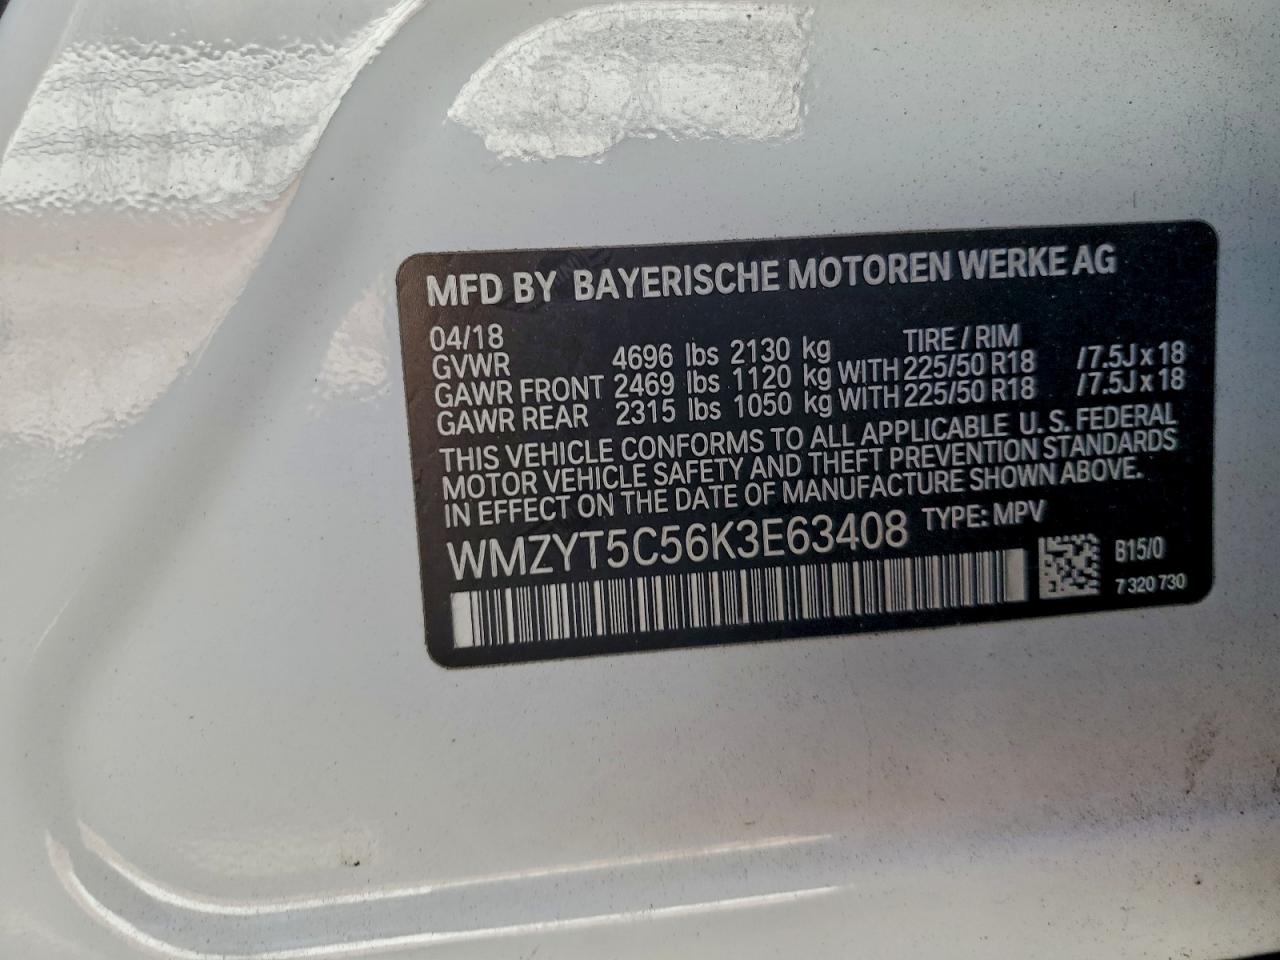 MFD BY BAYERISCHE MOTOREN WERKE AG
04/18 TIRE / RIM
GVWR 4696 lbs 2130 kg
GAWR FRONT 2469 lbs 1120 kg WITH 225/50 R18 /7.5J x 18
GAWR REAR 2315 lbs 1050 kg WITH 225/50 R18 /7.5J x 18
THIS VEHICLE CONFORMS TO ALL APPLICABLE U.S. FEDERAL
MOTOR VEHICLE SAFETY AND THEFT PREVENTION STANDARDS
IN EFFECT ON THE DATE OF MANUFACTURE SHOWN ABOVE.
WMZYT5C56K3E63408 TYPE: MPV
B15/0
7 320 730